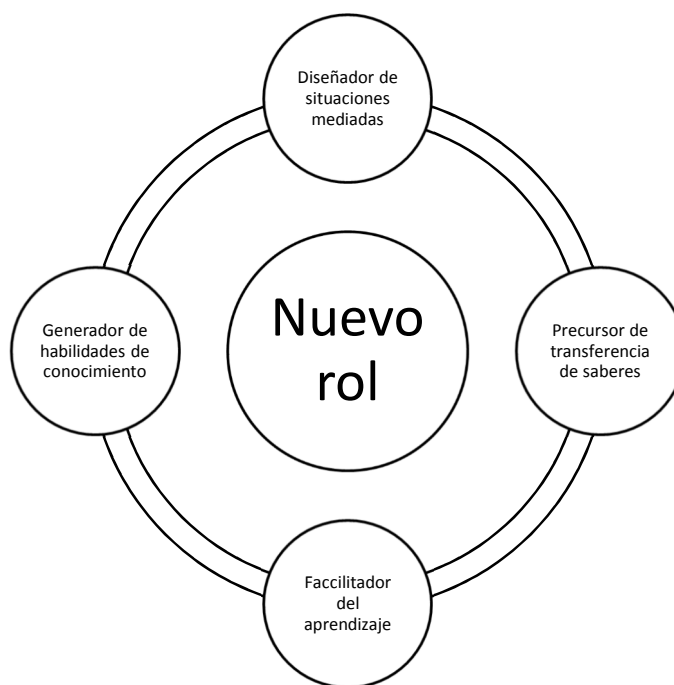 Diseñador de
situaciones
mediadas
Generador de
habilidades de
conocimiento
Nuevo
rol
Precursor de
transferencia
de saberes
Faccilitador
del
aprendizaje